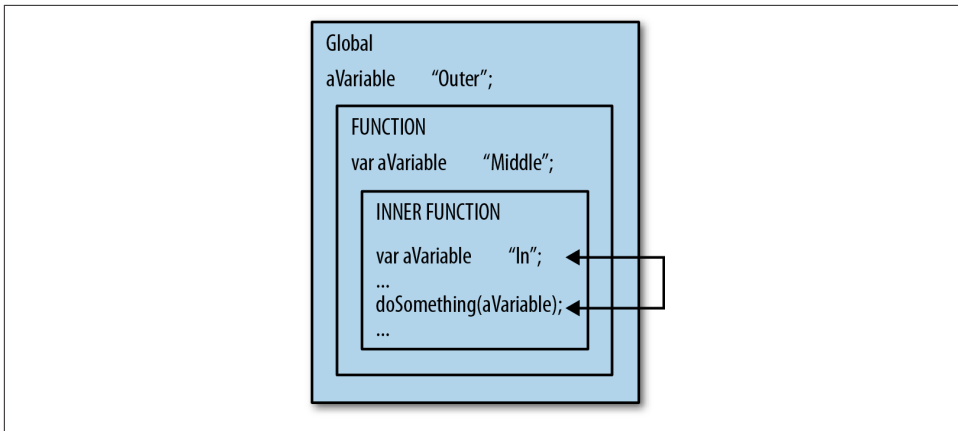 Global
aVariable “Outer”;
FUNCTION
var aVariable “Middle”;
INNER FUNCTION
var aVariable “In”;
...
doSomething(aVariable);
...